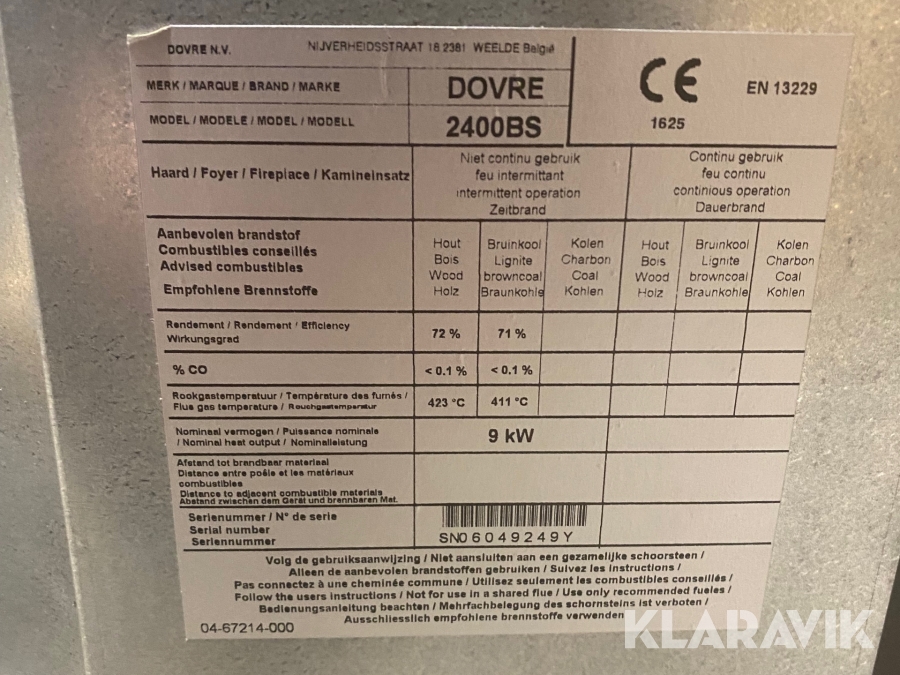 DOVRE N.V. NIJVERHEIDSSTRAAT 18 2381 WEELDE België
MERK / MARQUE / BRAND / MARKE DOVRE
MODEL / MODELE / MODEL / MODELL 2400BS
CE EN 13229
1625
Haard / Foyer / Fireplace / Kamineinsatz
Niet continu gebruik
feu intermittant
intermittent operation
Zeitbrand
Continu gebruik
feu continu
continious operation
Dauerbrand
Aanbevolen brandstof
Combustibles conseillés
Advised combustibles
Empfohlene Brennstoffe
Hout Bruinkool Kolen Hout Bruinkool Kolen
Bois Lignite Charbon Bois Lignite Charbon
Wood browncoal Coal Wood browncoal Coal
Holz Braunkohle Kohlen Holz Braunkohle Kohlen
Rendement / Rendement / Efficiency
Wirkungsgrad
72 % 71 %
% CO < 0.1 % < 0.1 %
Rookgastemperatuur / Température des fumés /
Flue gas temperature / Rauchgastemperatur
423 °C 411 °C
Nominaal vermogen / Puissance nominale
/ Nominal heat output / Nominalleistung
9 kW
Afstand tot brandbaar materiaal
Distance entre poêle et les matériaux
combustibles
Distance to adjacent combustible materials
Abstand zwischen dem Gerät und brennbaren Mat.
Serienummer / N° de serie
Serial number
Seriennummer
SN06049249Y
Volg de gebruiksaanwijzing / Niet aansluiten aan een gezamelijke schoorsteen /
Alleen de aanbevolen brandstoffen gebruiken / Suivez les instructions /
Pas connectez à une cheminée commune / Utilisez seulement les combustibles conseillés /
Follow the users instructions / Not for use in a shared flue / Use only recommended fueles /
Bedienungsanleitung beachten / Mehrfachbelegung des schornsteins ist verboten /
Ausschliesslich empfohlene brennstoffe verwenden
04-67214-000
KLARAVIK